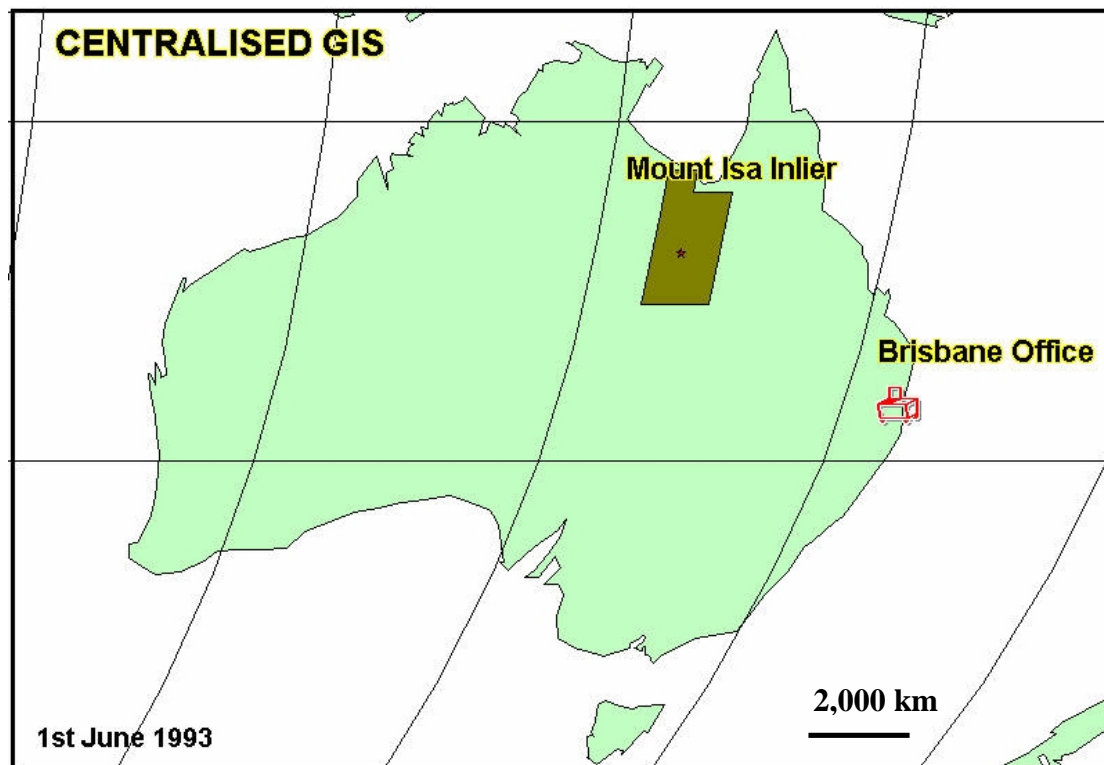 CENTRALISED GIS
Mount Isa Inlier
Brisbane Office
2,000 km
1st June 1993